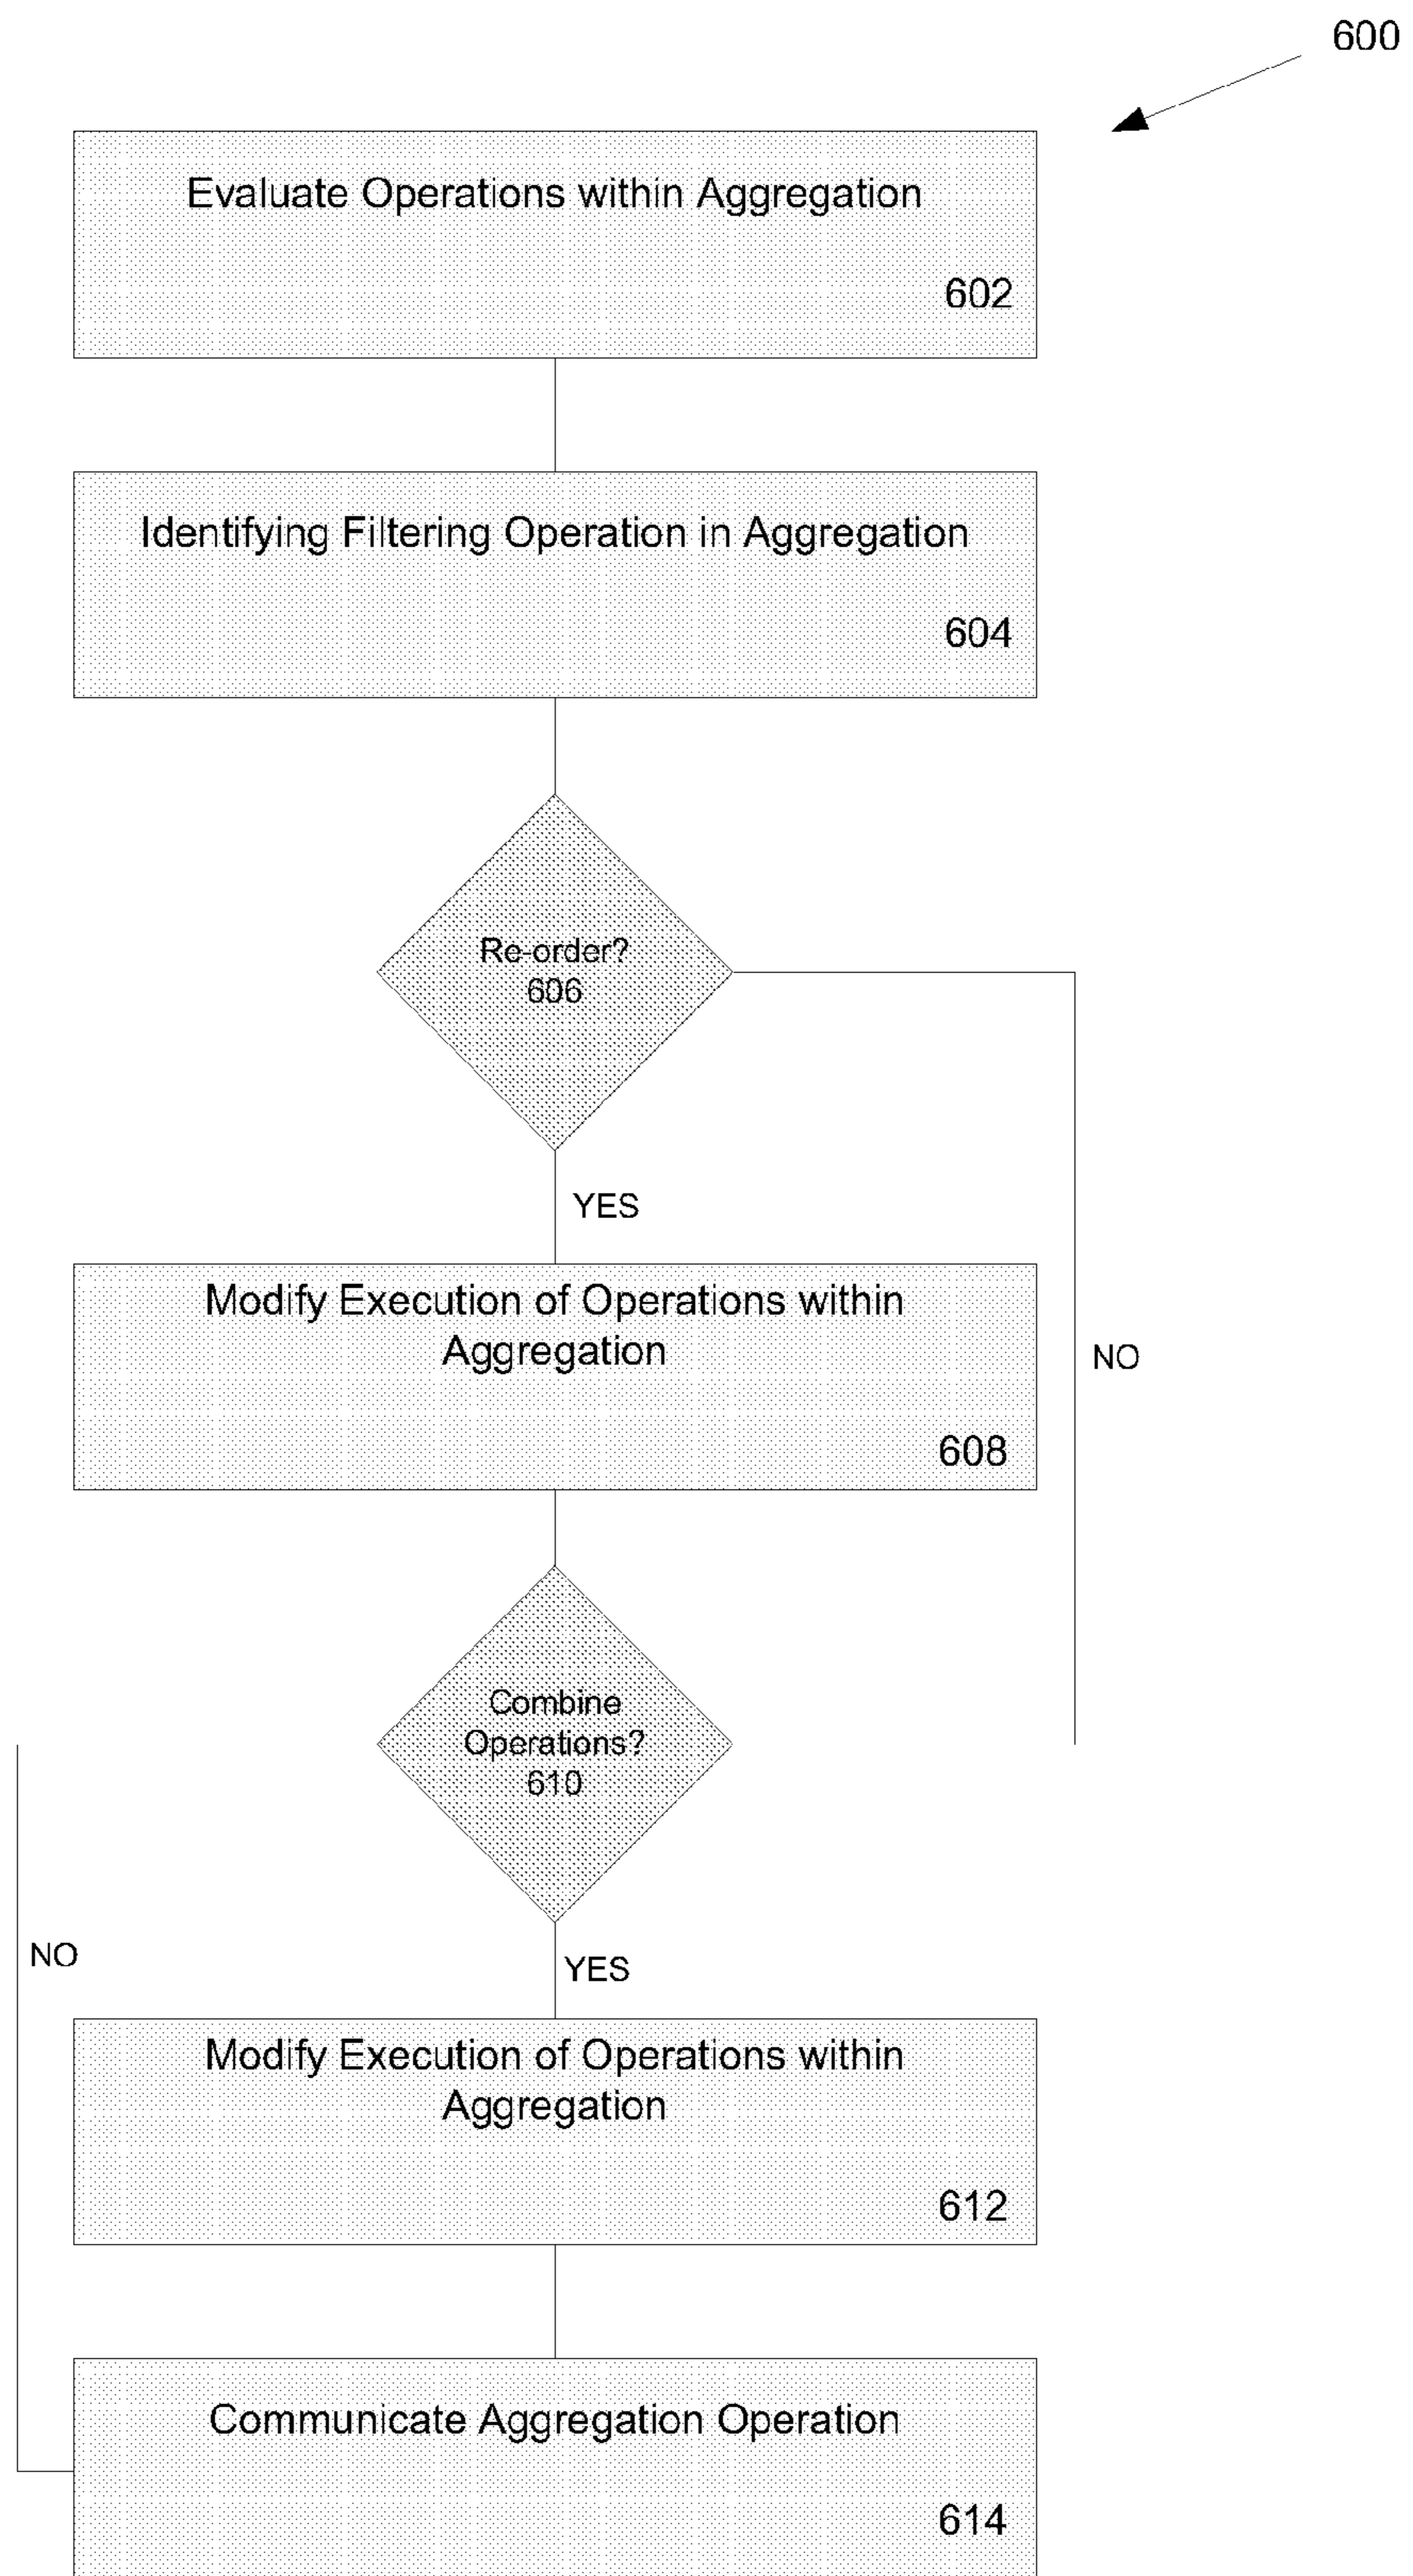 600
Evaluate Operations within Aggregation
602
Identifying Filtering Operation in Aggregation
604
Re-order?
606
YES
Modify Execution of Operations within
Aggregation
NO
608
Combine
Operations?
610
NO
YES
Modify Execution of Operations within
Aggregation
612
Communicate Aggregation Operation
614